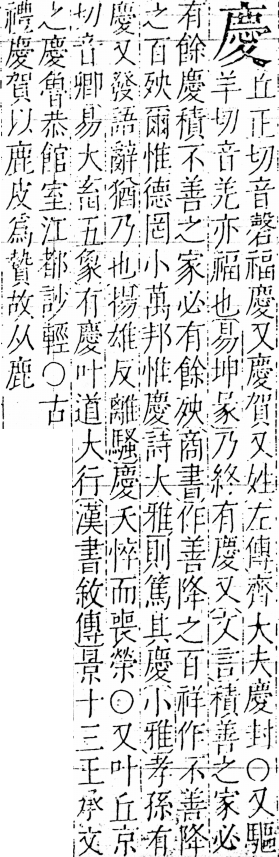 慶丘正切音磬福慶又慶賀又姓左傳齊大夫慶封○又驅
羊切音羌亦福也易坤彖乃終有慶又文言積善之家必
有餘慶積不善之家必有餘殃商書作善降之百祥作不善降
之百殃爾惟德罔小萬邦惟慶詩大雅則篤其慶小雅孝孫有
慶又發語辭猶乃也揚雄反離騷慶夭悴而喪榮○又叶丘京
切音卿易大畜五象有慶叶道大行漢書敘傳景十三王承文
之慶魯恭館室江都訬輕○古
禮慶賀以鹿皮爲贄故从鹿